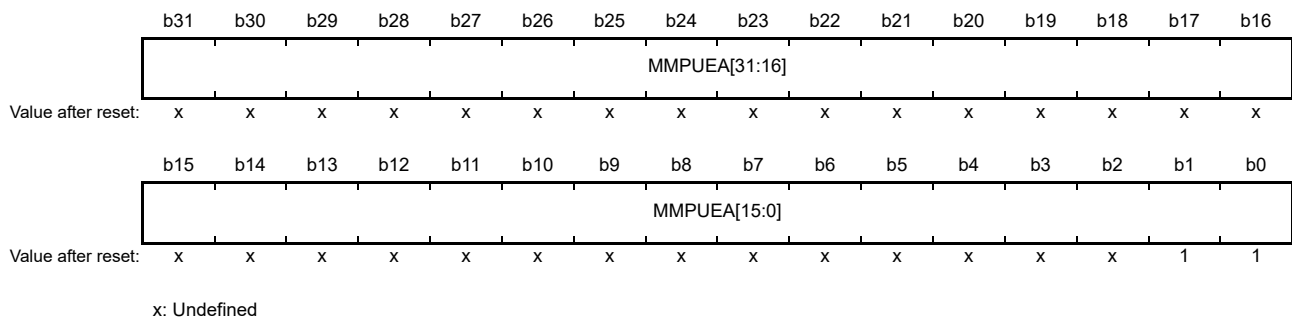 b31 b30 b29 b28 b27 b26 b25 b24 b23 b22 b21 b20 b19 b18 b17 b16
MMPUEA[31:16]
Value after reset: x x x x x x x x x x x x x x x x
b15 b14 b13 b12 b11 b10 b9 b8 b7 b6 b5 b4 b3 b2 b1 b0
MMPUEA[15:0]
Value after reset: x x x x x x x x x x x x x x 1 1
x: Undefined